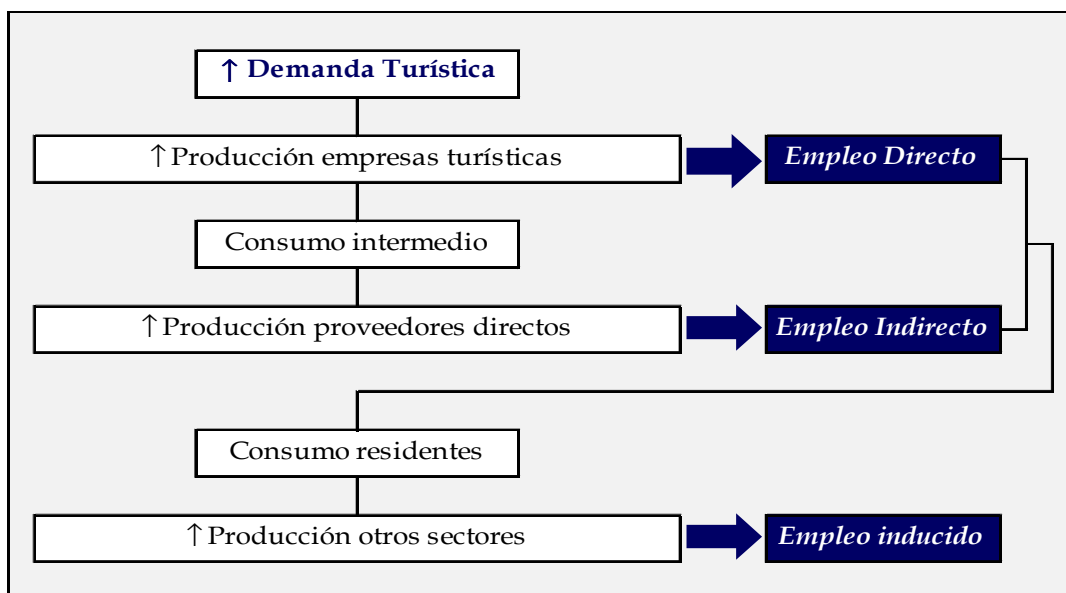 ↑ Demanda Turística
↑ Producción empresas turísticas
Empleo Directo
Consumo intermedio
↑ Producción proveedores directos
Empleo Indirecto
Consumo residentes
↑ Producción otros sectores
Empleo inducido